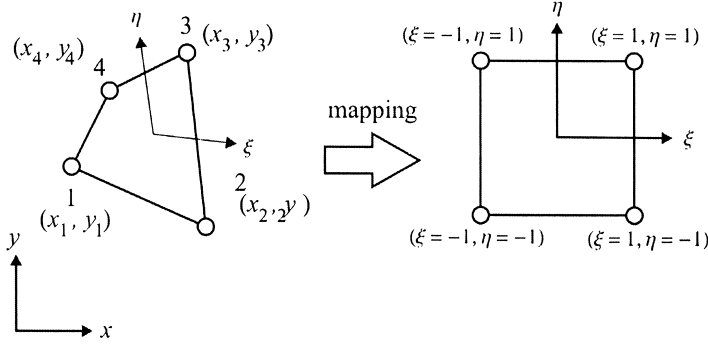 η
3
(x₃, y₃)
(x₄, y₄)
4
ξ
1
(x₁, y₁)
2
(x₂,₂y )
y
x
mapping
η
(ξ = −1, η = 1)
(ξ = 1, η = 1)
ξ
(ξ = −1, η = −1)
(ξ = 1, η = −1)